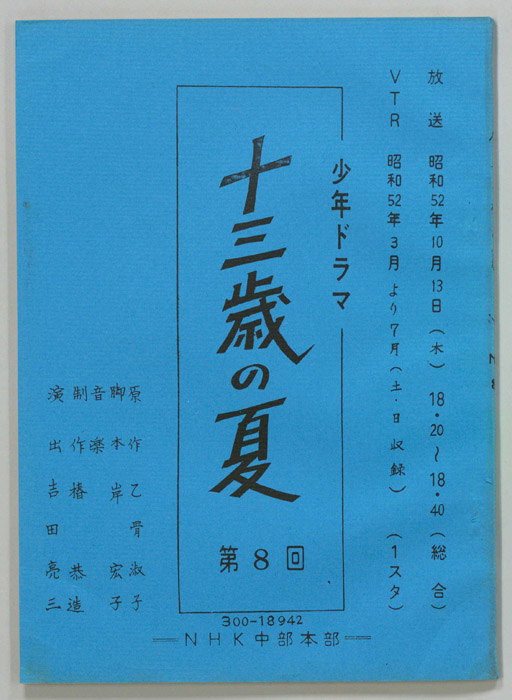 放送 昭和52年10月13日(木) 18・20〜18・40(総合)
VTR 昭和52年3月より7月(土・日収録) (1スタ)
少年ドラマ
十三歳の夏
第8回
原作 乙骨淑子
脚本 岸宏子
音楽
制作 椿恭造
演出 吉田亮三
300-18942
NHK中部本部